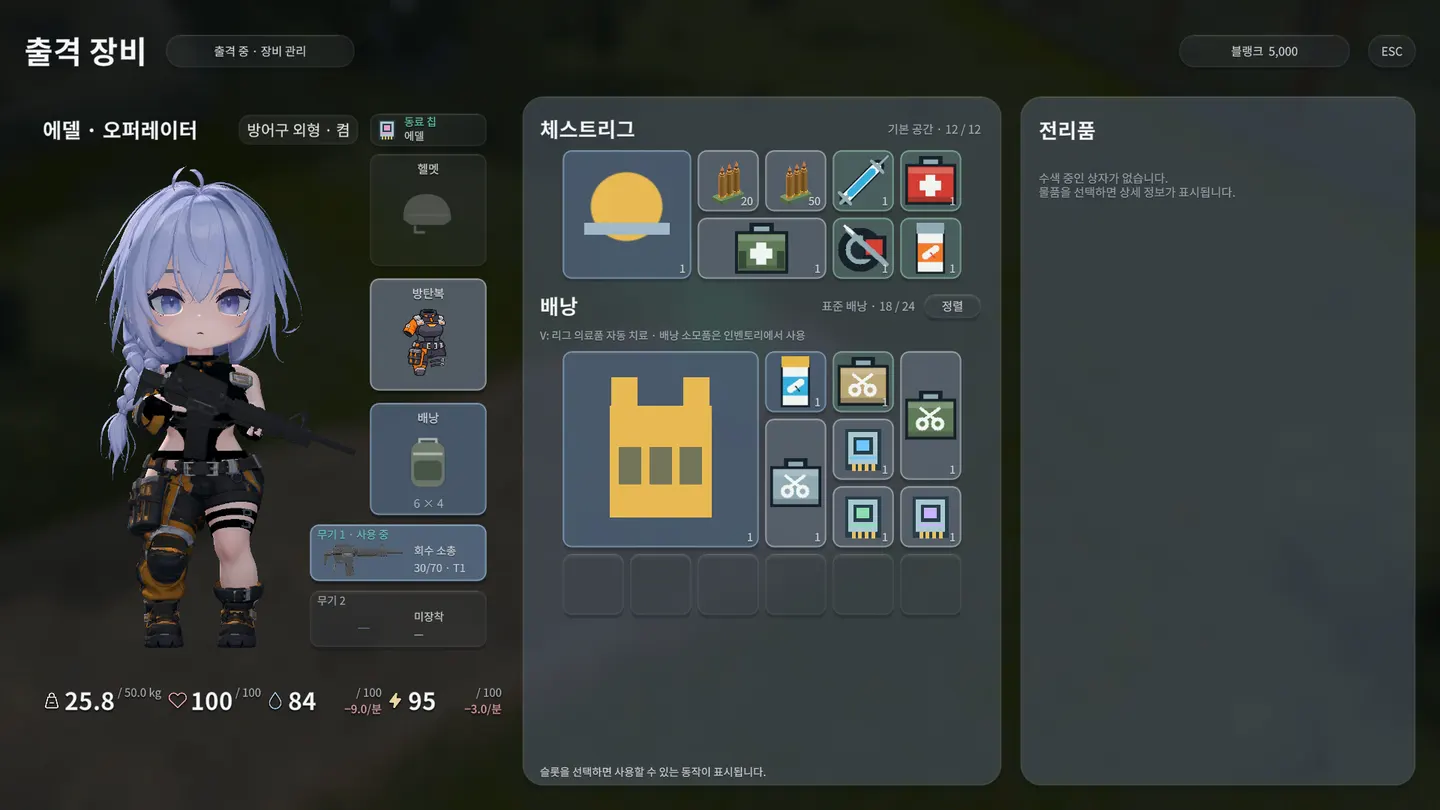 출격 장비
출격 중 · 장비 관리
블랭크 5,000
ESC
에델 · 오퍼레이터
방어구 외형 · 켬
동료 칩
에델
헬멧
방탄복
배낭
6 × 4
무기 1 · 사용 중
회수 소총
30/70 · T1
무기 2
—
미장착
—
25.8 / 50.0 kg
100 / 100
84 / 100
−9.0/분
95 / 100
−3.0/분
체스트리그
기본 공간 · 12 / 12
1
20
50
1
1
1
1
1
배낭
표준 배낭 · 18 / 24
정렬
V: 리그 의료품 자동 치료 · 배낭 소모품은 인벤토리에서 사용
1
1
1
1
1
1
1
1
슬롯을 선택하면 사용할 수 있는 동작이 표시됩니다.
전리품
수색 중인 상자가 없습니다.
물품을 선택하면 상세 정보가 표시됩니다.